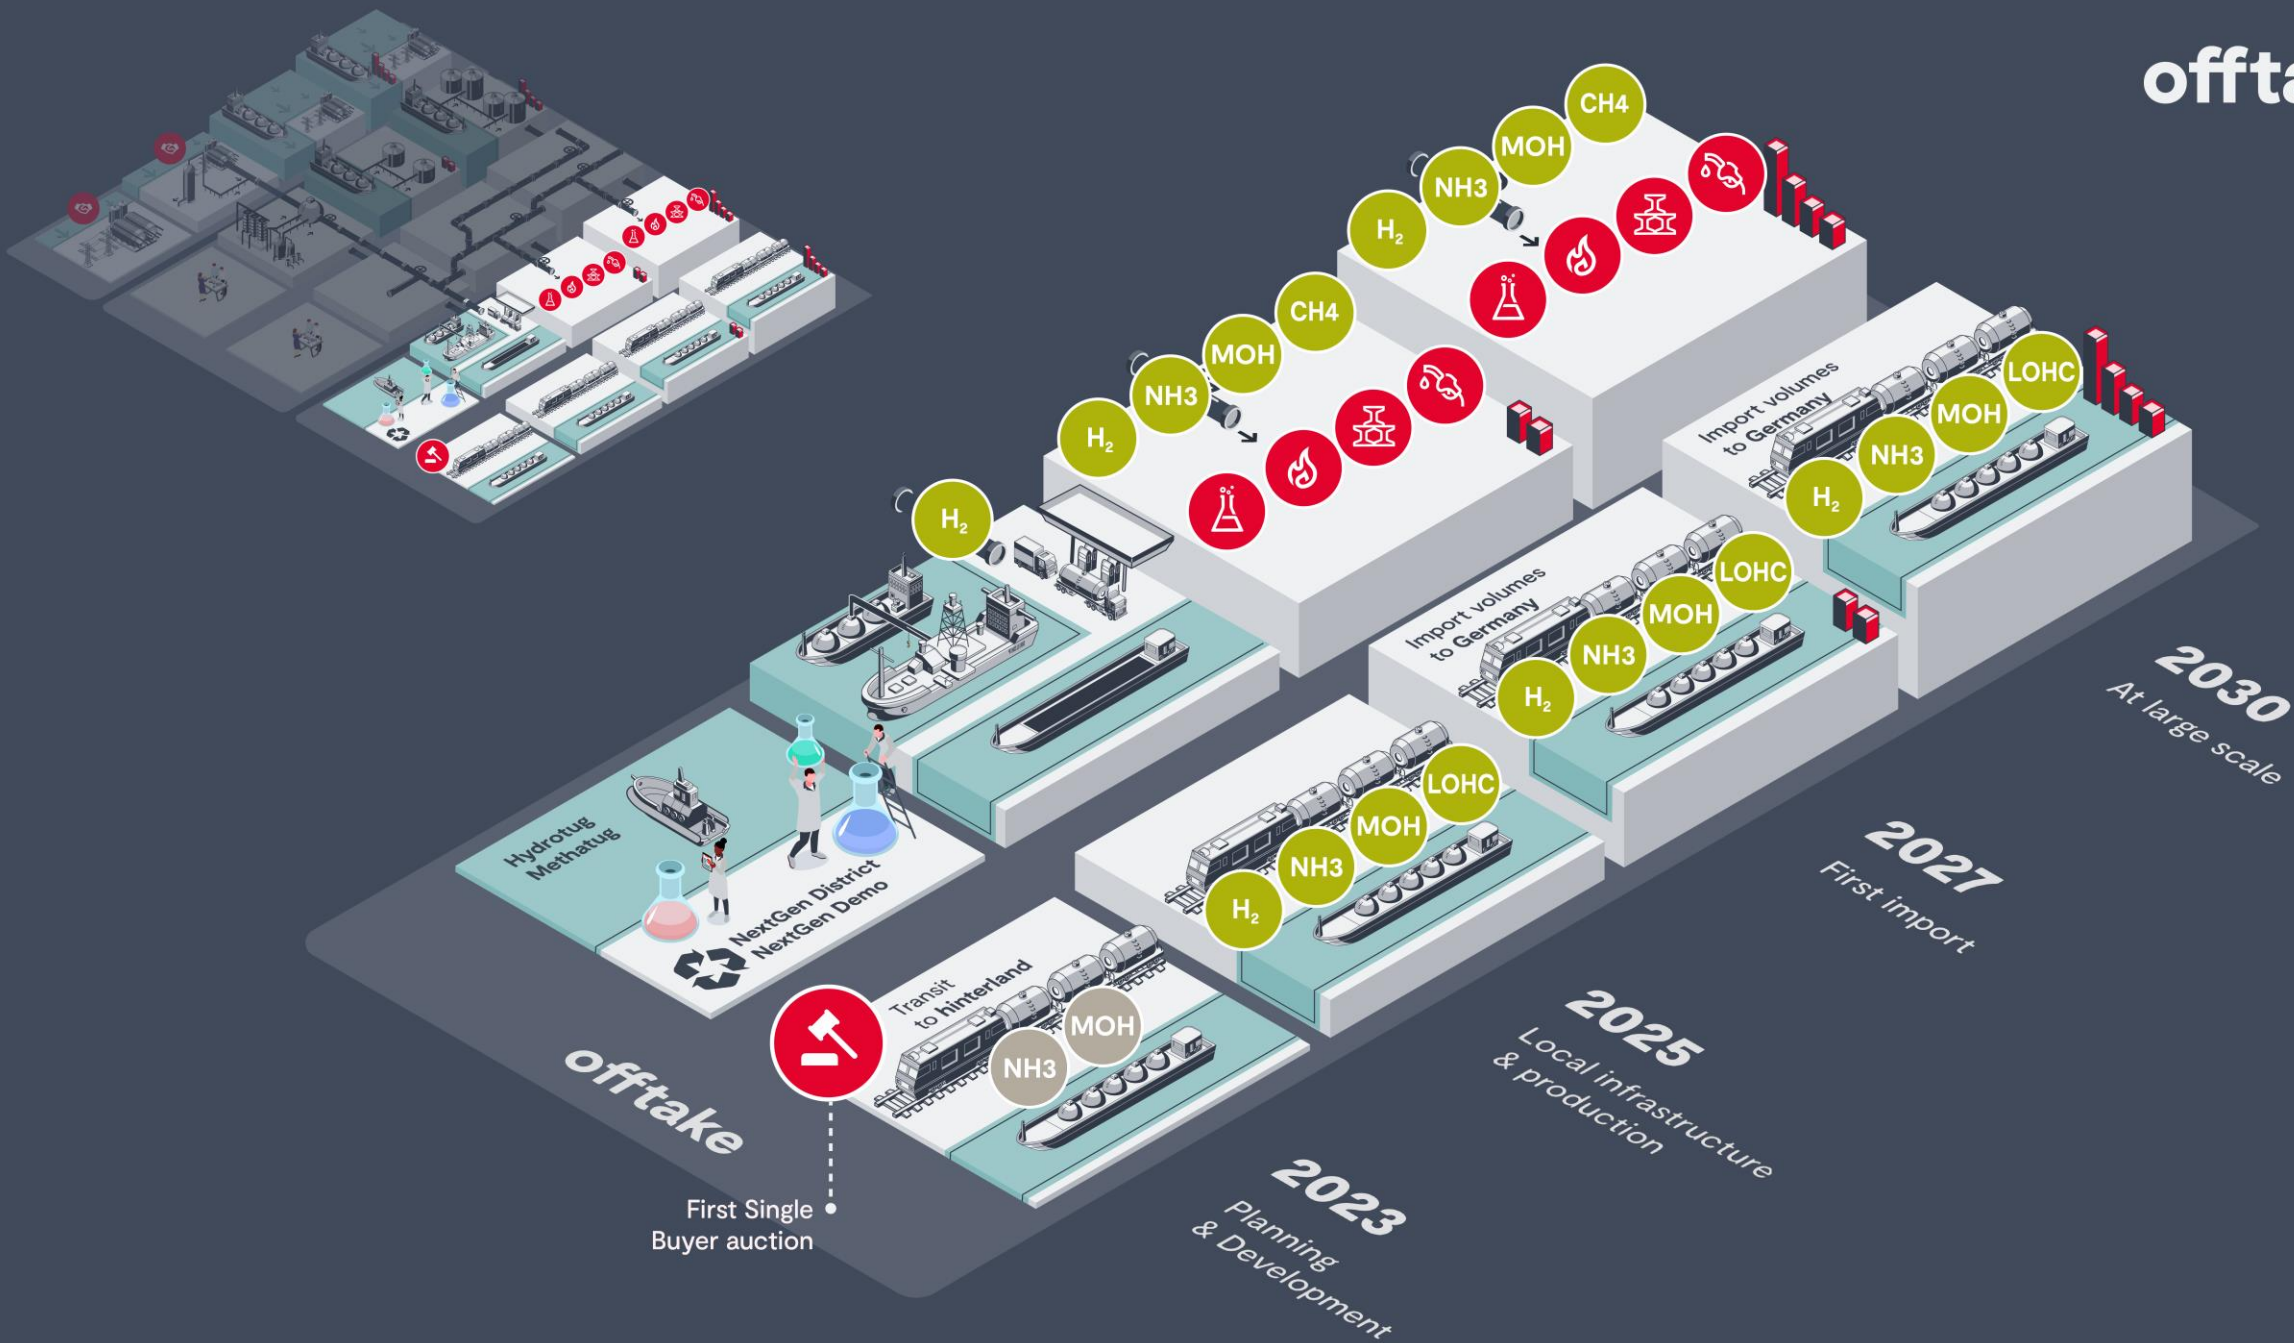 offta
CH4
MOH
NH3
H₂
CH4
MOH
NH3
H₂
H₂
Import volumes
to Germany
LOHC
MOH
NH3
H₂
Import volumes
to Germany
LOHC
MOH
NH3
H₂
LOHC
MOH
NH3
H₂
Hydrotug
Methatug
NextGen District
NextGen Demo
Transit
to hinterland
MOH
NH3
offtake
First Single
Buyer auction
2023
Planning
& Development
2025
Local infrastructure
& production
2027
First import
2030
At large scale